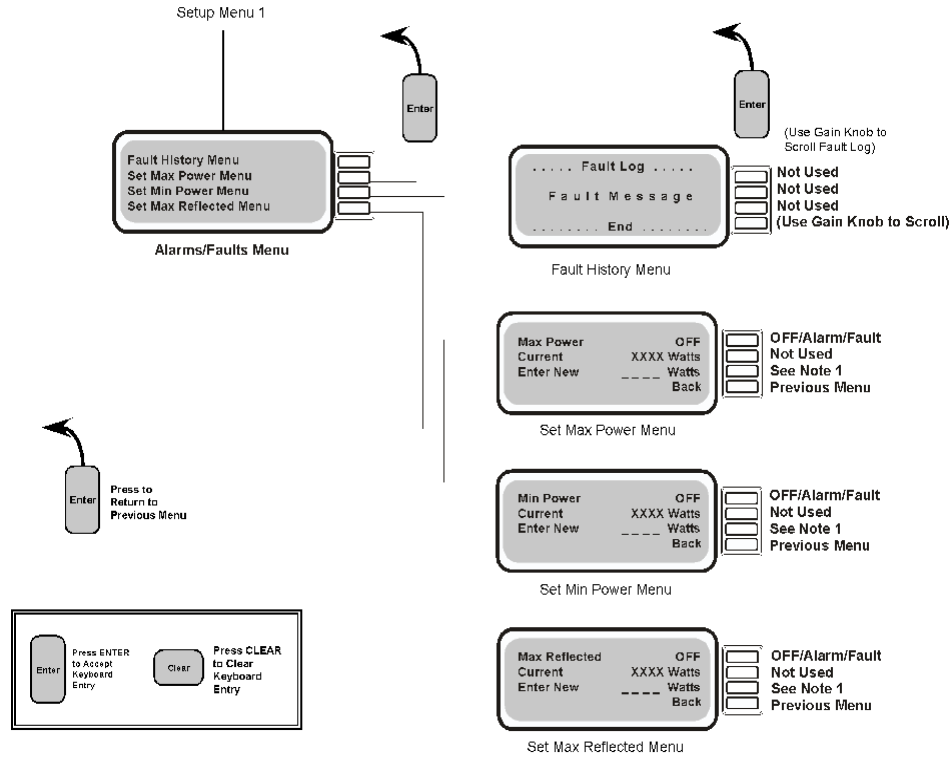 Setup Menu 1
Enter
Fault History Menu
Set Max Power Menu
Set Min Power Menu
Set Max Reflected Menu
Alarms/Faults Menu
Enter
(Use Gain Knob to
Scroll Fault Log)
. . . . . Fault Log . . . . .
Fault Message
. . . . . . . . End . . . . . . . .
Not Used
Not Used
Not Used
(Use Gain Knob to Scroll)
Fault History Menu
Max Power OFF
Current XXXX Watts
Enter New _ _ _ _ Watts
Back
OFF/Alarm/Fault
Not Used
See Note 1
Previous Menu
Set Max Power Menu
Enter
Press to
Return to
Previous Menu
Min Power OFF
Current XXXX Watts
Enter New _ _ _ _ Watts
Back
OFF/Alarm/Fault
Not Used
See Note 1
Previous Menu
Set Min Power Menu
Enter
Press ENTER
to Accept
Keyboard
Entry
Clear
Press CLEAR
to Clear
Keyboard
Entry
Max Reflected OFF
Current XXXX Watts
Enter New _ _ _ _ Watts
Back
OFF/Alarm/Fault
Not Used
See Note 1
Previous Menu
Set Max Reflected Menu